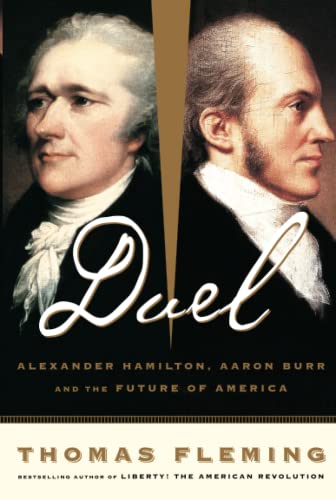 Duel
ALEXANDER HAMILTON, AARON BURR
AND THE FUTURE OF AMERICA
THOMAS FLEMING
BESTSELLING AUTHOR OF LIBERTY! THE AMERICAN REVOLUTION